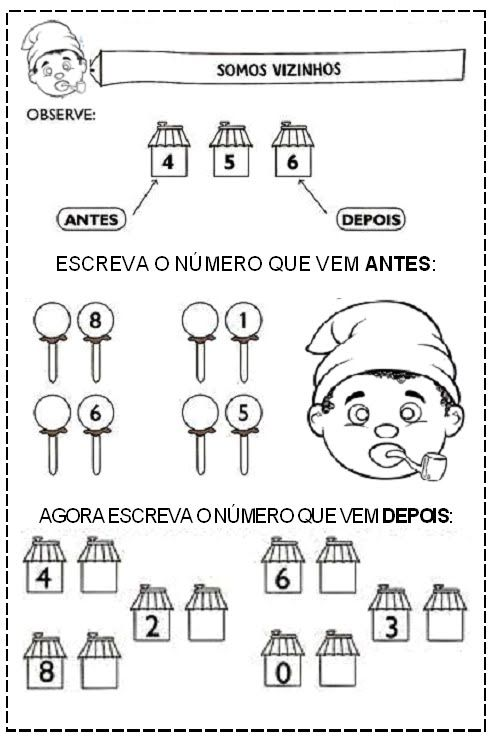 SOMOS VIZINHOS
OBSERVE:
4 5 6
ANTES DEPOIS
ESCREVA O NÚMERO QUE VEM ANTES:
8 1
6 5
AGORA ESCREVA O NÚMERO QUE VEM DEPOIS:
4 6
2 3
8 0